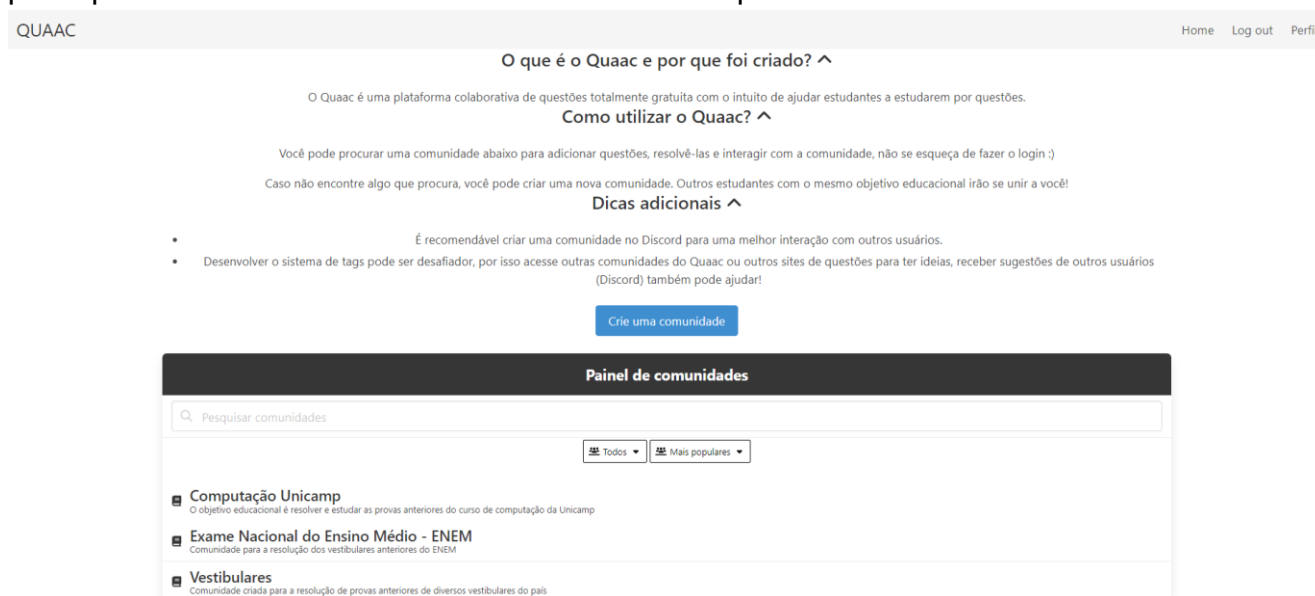 QUAAC
Home Log out
O que é o Quaac e por que foi criado?
O Quaac é uma plataforma colaborativa de questões totalmente gratuita com o intuito de ajudar estudantes a estudarem por questões.
Como utilizar o Quaac?
Você pode procurar uma comunidade abaixo para adicionar questões, resolvê-las e interagir com a comunidade, não se esqueça de fazer o login :)
Caso não encontre algo que procura, você pode criar uma nova comunidade. Outros estudantes com o mesmo objetivo educacional irão se unir a você!
Dicas adicionais
• É recomendável criar uma comunidade no Discord para uma melhor interação com outros usuários.
• Desenvolver o sistema de tags pode ser desafiador, por isso acesse outras comunidades do Quaac ou outros sites de questões para ter ideias, receber sugestões de outros usuários
(Discord) também pode ajudar!
Crie uma comunidade
Painel de comunidades
Pesquisar comunidades
Todos Mais populares
Computação Unicamp
O objetivo educacional é resolver e estudar as provas anteriores do curso de computação da Unicamp
Exame Nacional do Ensino Médio - ENEM
Comunidade para a resolução dos vestibulares anteriores do ENEM
Vestibulares
Comunidade criada para a resolução de provas anteriores de diversos vestibulares do país